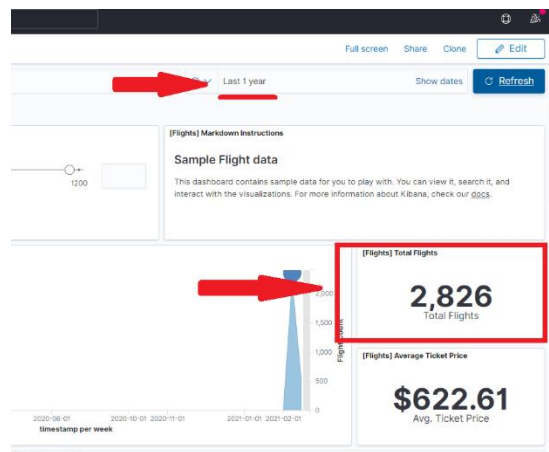 Full screen Share Clone Edit
Last 1 year Show dates Refresh
[Flights] Markdown Instructions
Sample Flight data
This dashboard contains sample data for you to play with. You can view it, search it, and
interact with the visualizations. For more information about Kibana, check our docs.
1200
[Flights] Total Flights
2,826
Total Flights
2,000
1,500
1,000
500
0
Flight count
[Flights] Average Ticket Price
$622.61
Avg. Ticket Price
2020-08-01 2020-10-01 2020-11-01 2021-01-01 2021-02-01
timestamp per week